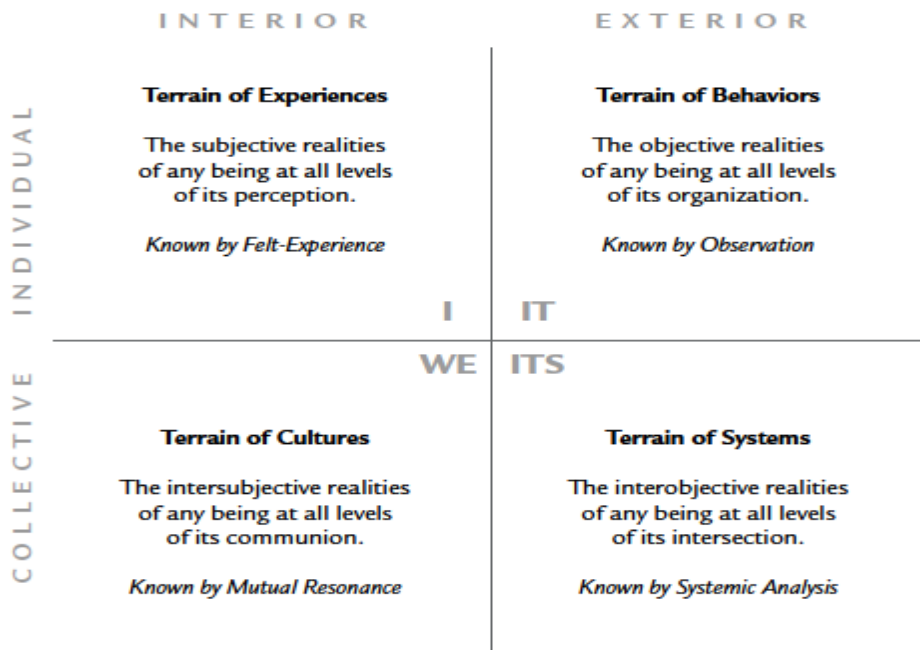 INTERIOR
EXTERIOR
INDIVIDUAL
Terrain of Experiences
The subjective realities
of any being at all levels
of its perception.
Known by Felt-Experience
I
Terrain of Behaviors
The objective realities
of any being at all levels
of its organization.
Known by Observation
IT
COLLECTIVE
WE
Terrain of Cultures
The intersubjective realities
of any being at all levels
of its communion.
Known by Mutual Resonance
ITS
Terrain of Systems
The interobjective realities
of any being at all levels
of its intersection.
Known by Systemic Analysis